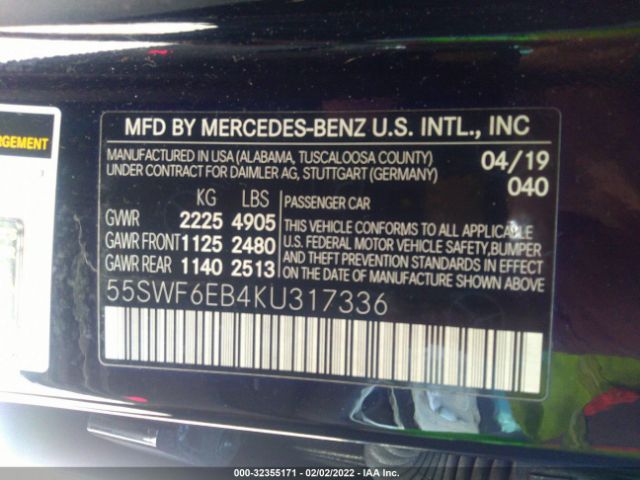 RGEMENT
MFD BY MERCEDES-BENZ U.S. INTL., INC
MANUFACTURED IN USA (ALABAMA, TUSCALOOSA COUNTY) 04/19
UNDER CONTRACT FOR DAIMLER AG, STUTTGART (GERMANY) 040
KG LBS
GVWR 2225 4905
GAWR FRONT 1125 2480
GAWR REAR 1140 2513
PASSENGER CAR
THIS VEHICLE CONFORMS TO ALL APPLICABLE
U.S. FEDERAL MOTOR VEHICLE SAFETY, BUMPER
AND THEFT PREVENTION STANDARDS IN EFFECT
ON THE DATE OF MANUFACTURE SHOWN ABOVE
55SWF6EB4KU317336
000-32355171 - 02/02/2022 - IAA Inc.